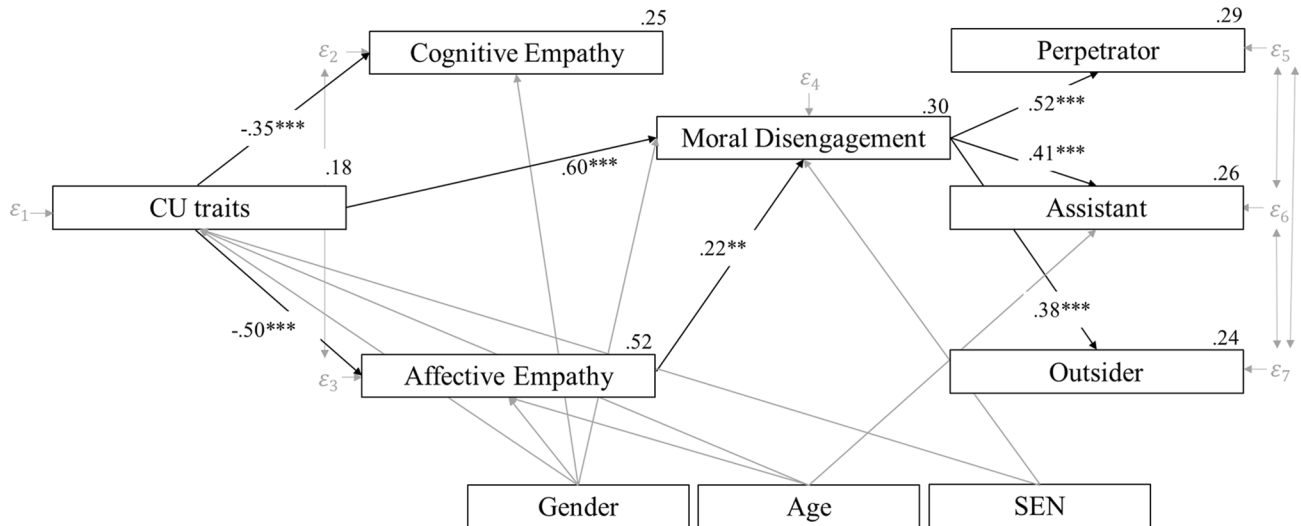 .25
.29
ε2
Cognitive Empathy
Perpetrator
ε5
ε4
.30
.52***
-.35***
Moral Disengagement
.41***
.18
.60***
.26
ε1
CU traits
Assistant
ε6
.22**
-.50***
.38***
.52
.24
ε3
Affective Empathy
Outsider
ε7
Gender
Age
SEN